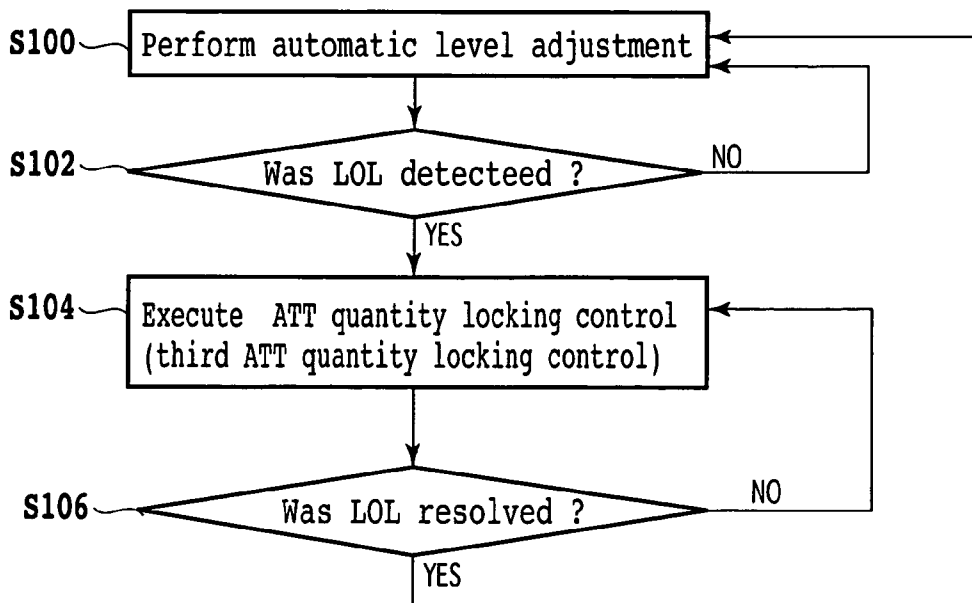 S100
Perform automatic level adjustment
S102
Was LOL detecteed ?
NO
YES
S104
Execute ATT quantity locking control
(third ATT quantity locking control)
S106
Was LOL resolved ?
NO
YES